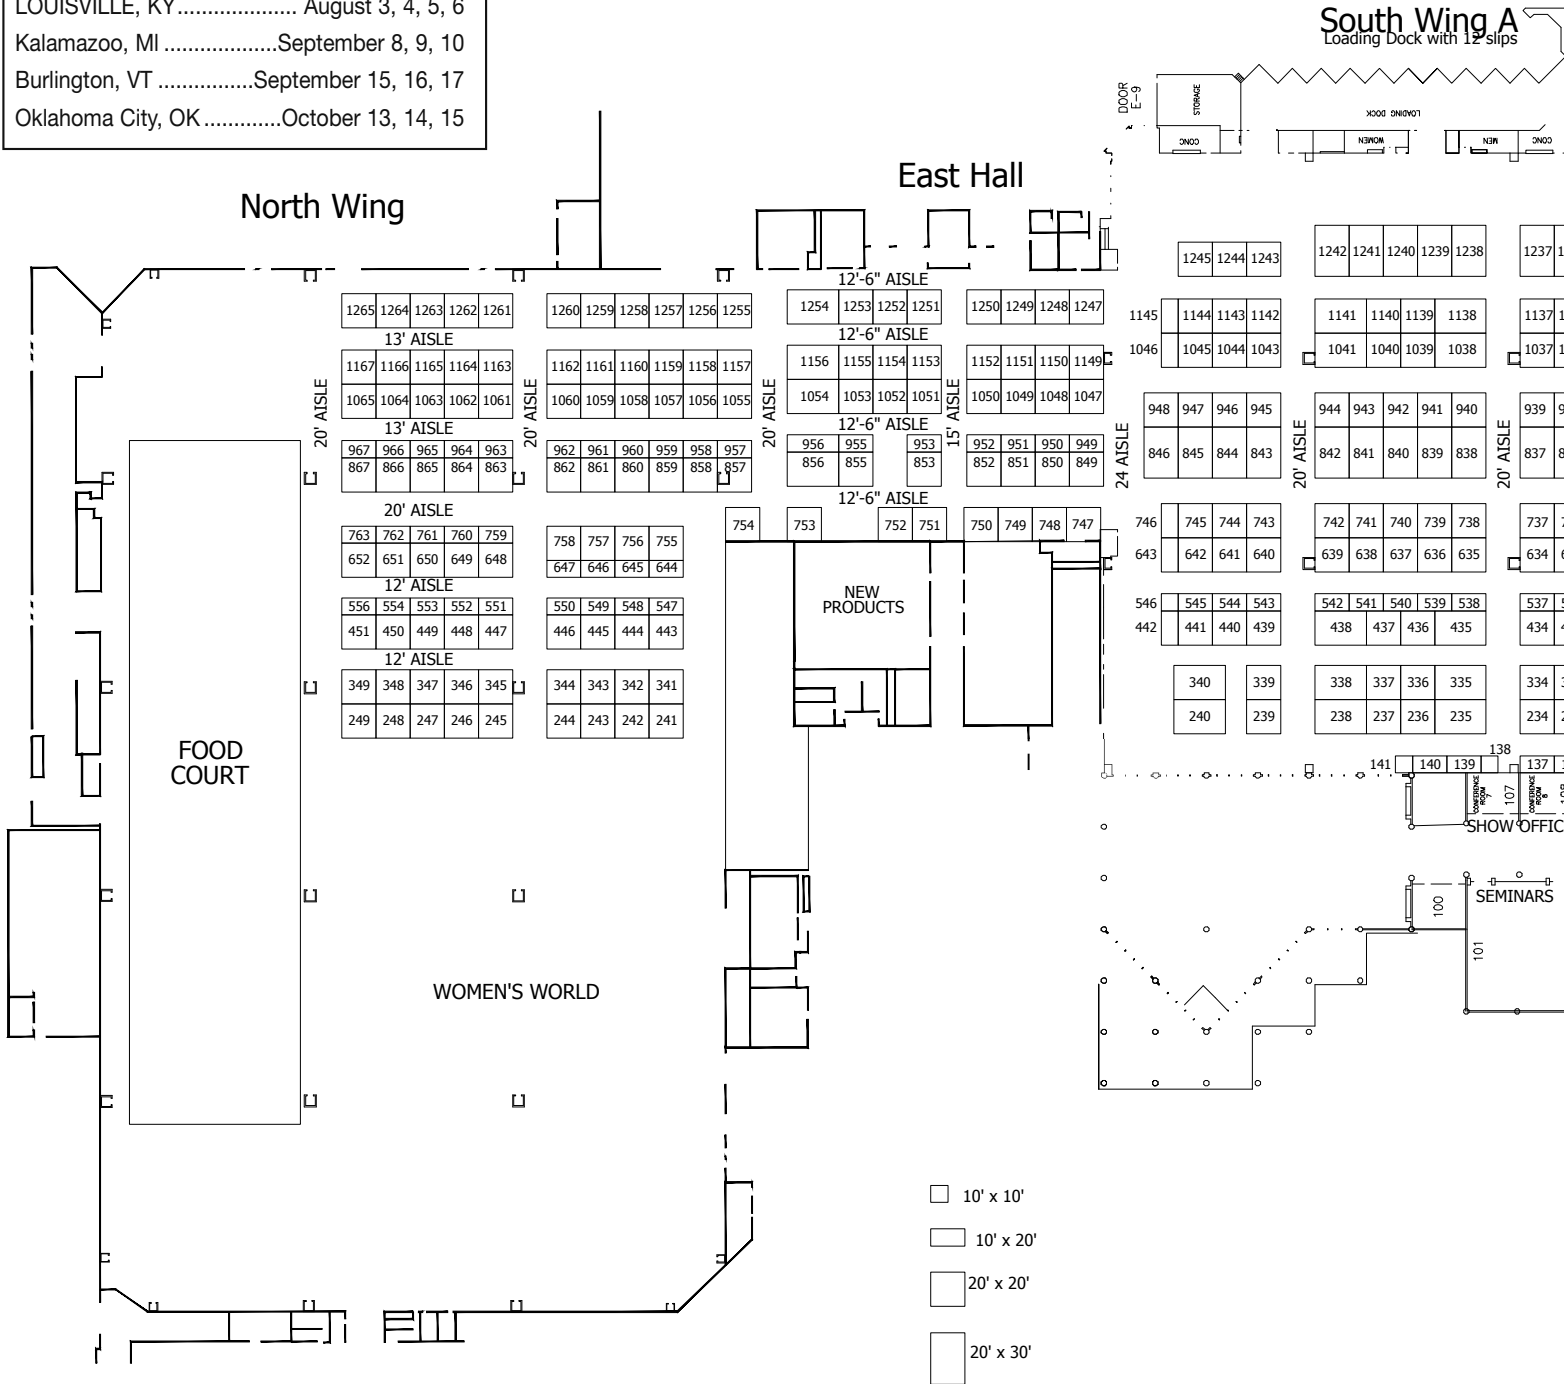 LOUISVILLE, KY.................... August 3, 4, 5, 6
Kalamazoo, MI ...................September 8, 9, 10
Burlington, VT ................September 15, 16, 17
Oklahoma City, OK .............October 13, 14, 15
South Wing A
Loading Dock with 12 slips
DOOR
E-9
STORAGE
LOADING DOCK
CONC
WOMEN
MEN
CONC
North Wing
East Hall
1245 1244 1243
1242 1241 1240 1239 1238
1237
12'-6" AISLE
1265 1264 1263 1262 1261
1260 1259 1258 1257 1256 1255
1254 1253 1252 1251
1250 1249 1248 1247
1145 1144 1143 1142
1141 1140 1139 1138
1137
13' AISLE
12'-6" AISLE
1046 1045 1044 1043
1041 1040 1039 1038
1037
1167 1166 1165 1164 1163
1162 1161 1160 1159 1158 1157
1156 1155 1154 1153
1152 1151 1150 1149
1065 1064 1063 1062 1061
1060 1059 1058 1057 1056 1055
1054 1053 1052 1051
1050 1049 1048 1047
20' AISLE
20' AISLE
20' AISLE
15' AISLE
24 AISLE
20' AISLE
20' AISLE
948 947 946 945
944 943 942 941 940
939
13' AISLE
12'-6" AISLE
967 966 965 964 963
962 961 960 959 958 957
956 955 953
952 951 950 949
867 866 865 864 863
862 861 860 859 858 857
856 855 853
852 851 850 849
846 845 844 843
842 841 840 839 838
837
20' AISLE
12'-6" AISLE
754 753 752 751
750 749 748 747
746 745 744 743
742 741 740 739 738
737
763 762 761 760 759
758 757 756 755
652 651 650 649 648
647 646 645 644
643 642 641 640
639 638 637 636 635
634
12' AISLE
NEW
PRODUCTS
556 554 553 552 551
550 549 548 547
546 545 544 543
542 541 540 539 538
537
451 450 449 448 447
446 445 444 443
442 441 440 439
438 437 436 435
434
12' AISLE
349 348 347 346 345
344 343 342 341
340 339
338 337 336 335
334
249 248 247 246 245
244 243 242 241
240 239
238 237 236 235
234
FOOD
COURT
138
141 140 139
137
CONFERENCE
ROOM
7
107
CONFERENCE
ROOM
8
SHOW OFFIC
SEMINARS
100
101
WOMEN'S WORLD
10' x 10'
10' x 20'
20' x 20'
20' x 30'